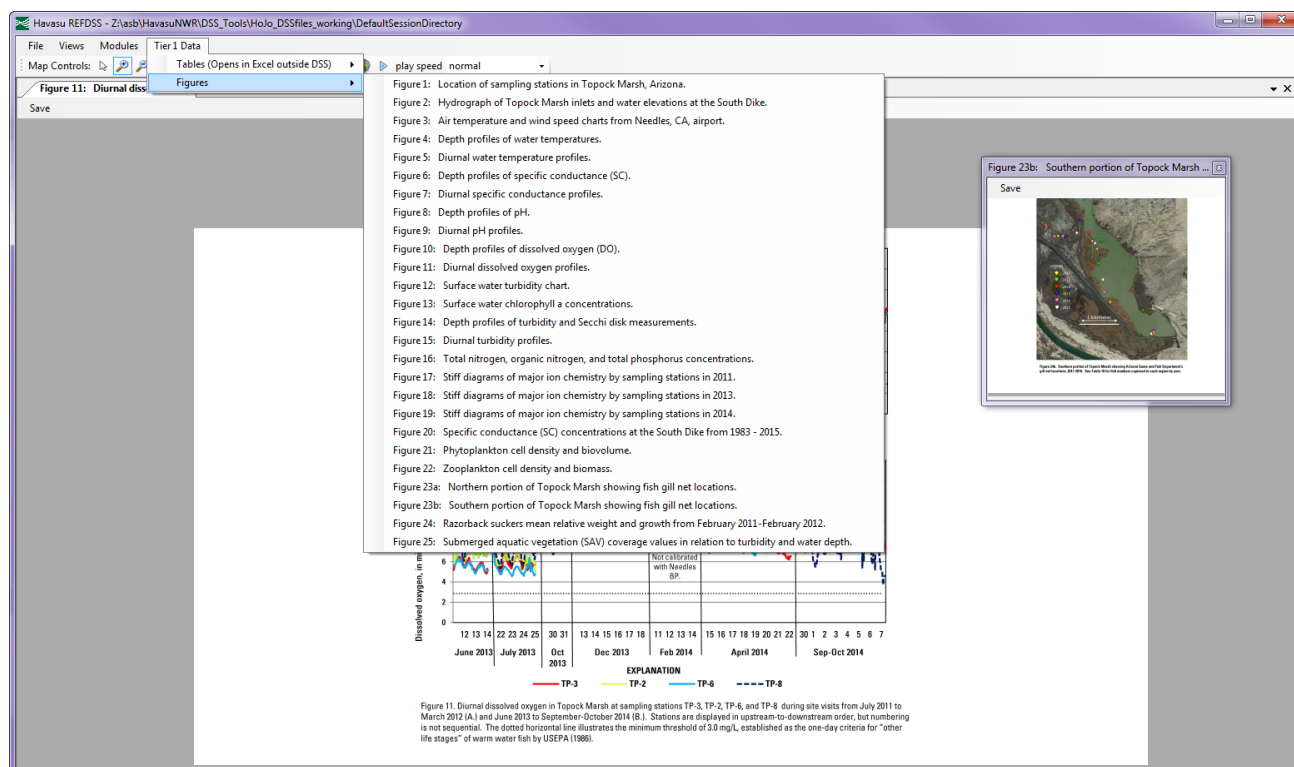 Havasu REFDSS - Z:\asb\HavasuNWR\DSS_Tools\HoJo_DSSfiles_working\DefaultSessionDirectory
File Views Modules Tier 1 Data
Map Controls: play speed normal
Tables (Opens in Excel outside DSS)
Figures
Figure 11: Diurnal diss
Save
Figure 1: Location of sampling stations in Topock Marsh, Arizona.
Figure 2: Hydrograph of Topock Marsh inlets and water elevations at the South Dike.
Figure 3: Air temperature and wind speed charts from Needles, CA, airport.
Figure 4: Depth profiles of water temperatures.
Figure 5: Diurnal water temperature profiles.
Figure 6: Depth profiles of specific conductance (SC).
Figure 7: Diurnal specific conductance profiles.
Figure 8: Depth profiles of pH.
Figure 9: Diurnal pH profiles.
Figure 10: Depth profiles of dissolved oxygen (DO).
Figure 11: Diurnal dissolved oxygen profiles.
Figure 12: Surface water turbidity chart.
Figure 13: Surface water chlorophyll a concentrations.
Figure 14: Depth profiles of turbidity and Secchi disk measurements.
Figure 15: Diurnal turbidity profiles.
Figure 16: Total nitrogen, organic nitrogen, and total phosphorus concentrations.
Figure 17: Stiff diagrams of major ion chemistry by sampling stations in 2011.
Figure 18: Stiff diagrams of major ion chemistry by sampling stations in 2013.
Figure 19: Stiff diagrams of major ion chemistry by sampling stations in 2014.
Figure 20: Specific conductance (SC) concentrations at the South Dike from 1983 - 2015.
Figure 21: Phytoplankton cell density and biovolume.
Figure 22: Zooplankton cell density and biomass.
Figure 23a: Northern portion of Topock Marsh showing fish gill net locations.
Figure 23b: Southern portion of Topock Marsh showing fish gill net locations.
Figure 24: Razorback suckers mean relative weight and growth from February 2011-February 2012.
Figure 25: Submerged aquatic vegetation (SAV) coverage values in relation to turbidity and water depth.
Figure 23b: Southern portion of Topock Marsh ...
Save
Figure 23b. Southern portion of Topock Marsh showing Arizona Game and Fish Department's
Dissolved oxygen, in mi
6
4
2
0
Not calibrated
with Needles
BP.
12 13 14 22 23 24 25 30 31 13 14 15 16 17 18 11 12 13 14 15 16 17 18 19 20 21 22 30 1 2 3 4 5 6 7
June 2013 July 2013 Oct 2013 Dec 2013 Feb 2014 April 2014 Sep-Oct 2014
EXPLANATION
TP-3 TP-2 TP-6 TP-8
Figure 11. Diurnal dissolved oxygen in Topock Marsh at sampling stations TP-3, TP-2, TP-6, and TP-8 during site visits from July 2011 to
March 2012 (A.) and June 2013 to September-October 2014 (B.). Stations are displayed in upstream-to-downstream order, but numbering
is not sequential. The dotted horizontal line illustrates the minimum threshold of 3.0 mg/L, established as the one-day criteria for "other
life stages" of warm water fish by USEPA (1986).